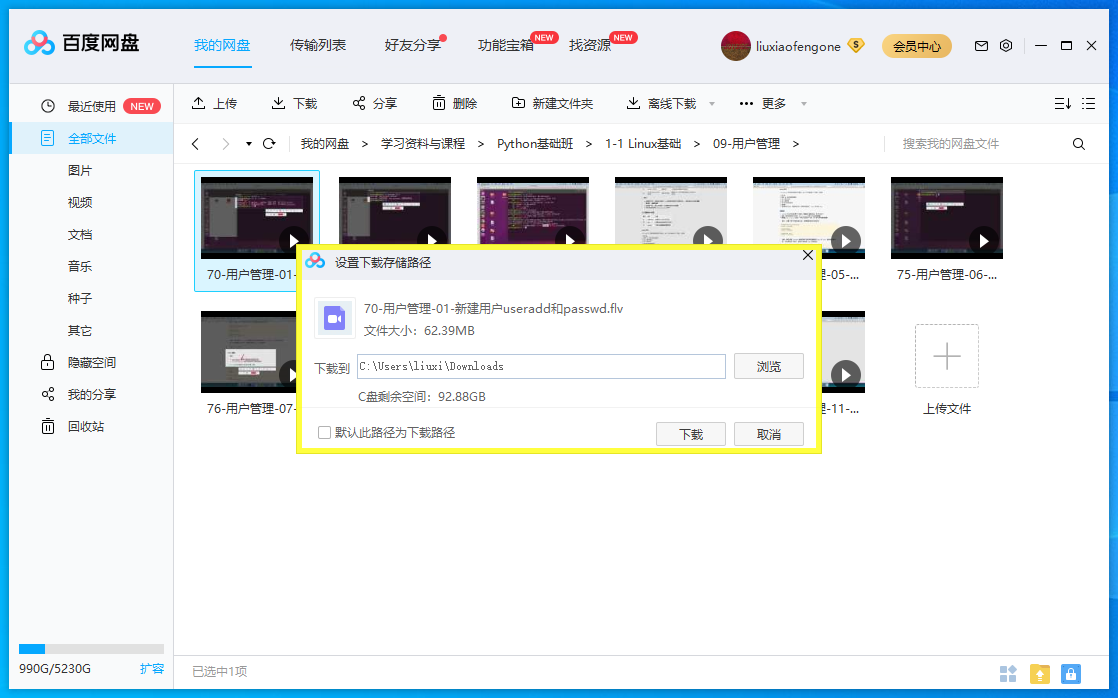 百度网盘
我的网盘 传输列表 好友分享 功能宝箱 NEW 找资源 NEW
liuxiaofengone S 会员中心
最近使用 NEW
全部文件
图片
视频
文档
音乐
种子
其它
隐藏空间
我的分享
回收站
990G/5230G 扩容
上传 下载 分享 删除 新建文件夹 离线下载 更多
我的网盘 > 学习资料与课程 > Python基础班 > 1-1 Linux基础 > 09-用户管理 >
搜索我的网盘文件
70-用户管理-01-
理-05-...
75-用户管理-06-...
76-用户管理-07-
理-11-...
上传文件
设置下载存储路径
70-用户管理-01-新建用户useradd和passwd.flv
文件大小：62.39MB
下载到 C:\Users\liuxi\Downloads 浏览
C盘剩余空间：92.88GB
默认此路径为下载路径 下载 取消
已选中1项